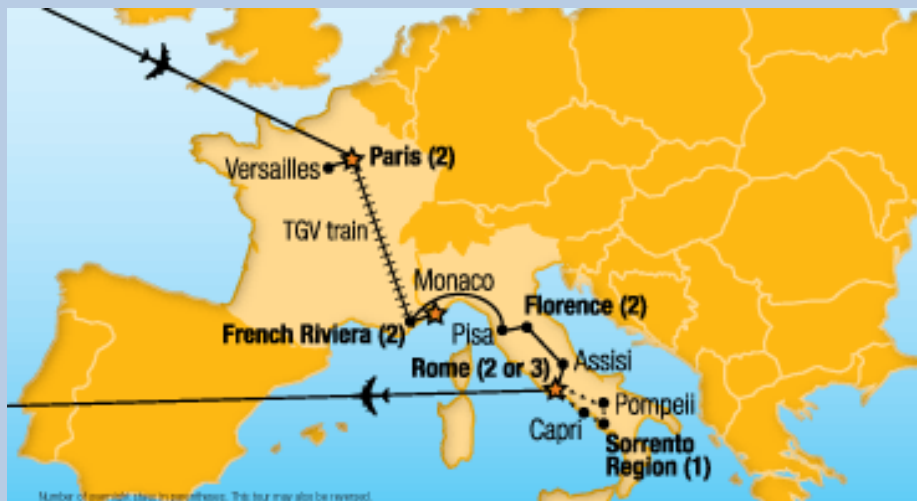 Paris (2)
Versailles
TGV train
Monaco
Florence (2)
French Riviera (2)
Pisa
Rome (2 or 3)
Assisi
Pompeii
Capri
Sorrento
Region (1)
Number of overnight stays in parentheses. This tour may also be reversed.